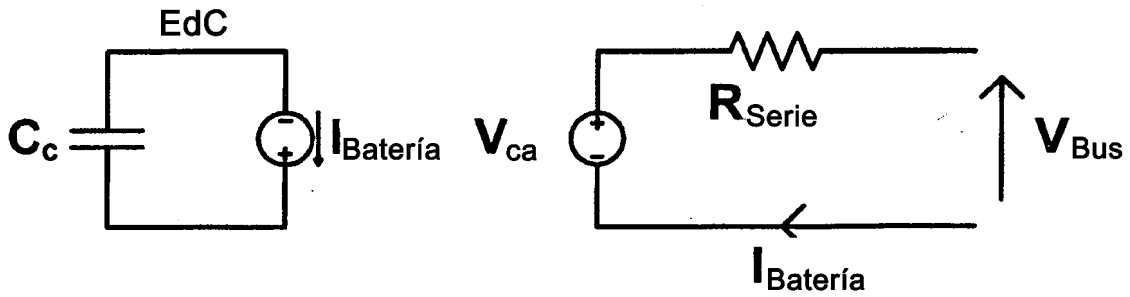 EdC
C_c
-
+
I_Batería
V_ca
+
-
R_Serie
V_Bus
I_Batería